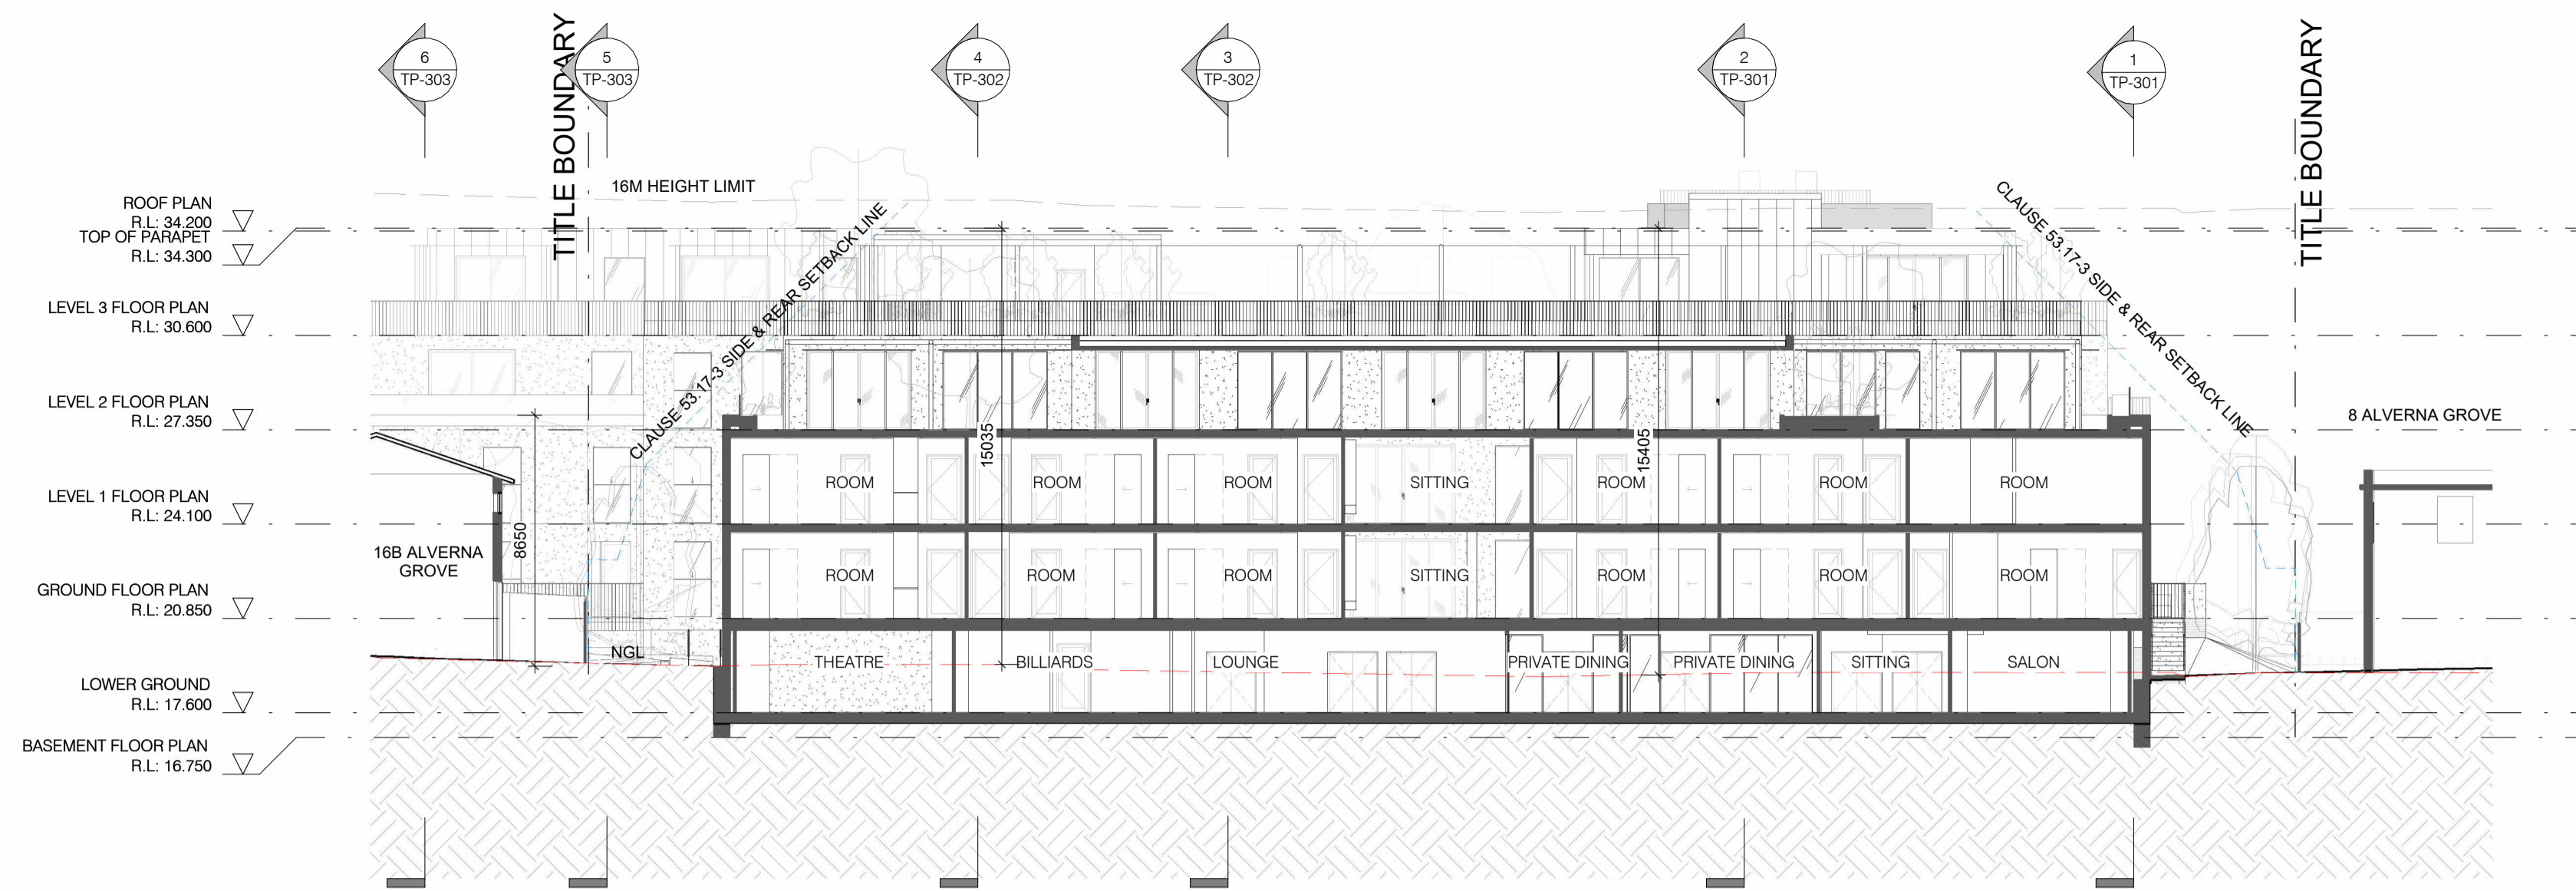 6
TP-303
5
TP-303
4
TP-302
3
TP-302
2
TP-301
1
TP-301
TITLE BOUNDARY
TITLE BOUNDARY
16M HEIGHT LIMIT
CLAUSE 53.17-3 SIDE & REAR SETBACK LINE
CLAUSE 53.17-3 SIDE & REAR SETBACK LINE
ROOF PLAN
R.L: 34.200
TOP OF PARAPET
R.L: 34.300
LEVEL 3 FLOOR PLAN
R.L: 30.600
LEVEL 2 FLOOR PLAN
R.L: 27.350
8 ALVERNA GROVE
15035
15405
LEVEL 1 FLOOR PLAN
R.L: 24.100
ROOM
ROOM
ROOM
SITTING
ROOM
ROOM
ROOM
8650
16B ALVERNA
GROVE
GROUND FLOOR PLAN
R.L: 20.850
ROOM
ROOM
ROOM
SITTING
ROOM
ROOM
ROOM
NGL
LOWER GROUND
R.L: 17.600
THEATRE
BILLIARDS
LOUNGE
PRIVATE DINING
PRIVATE DINING
SITTING
SALON
BASEMENT FLOOR PLAN
R.L: 16.750